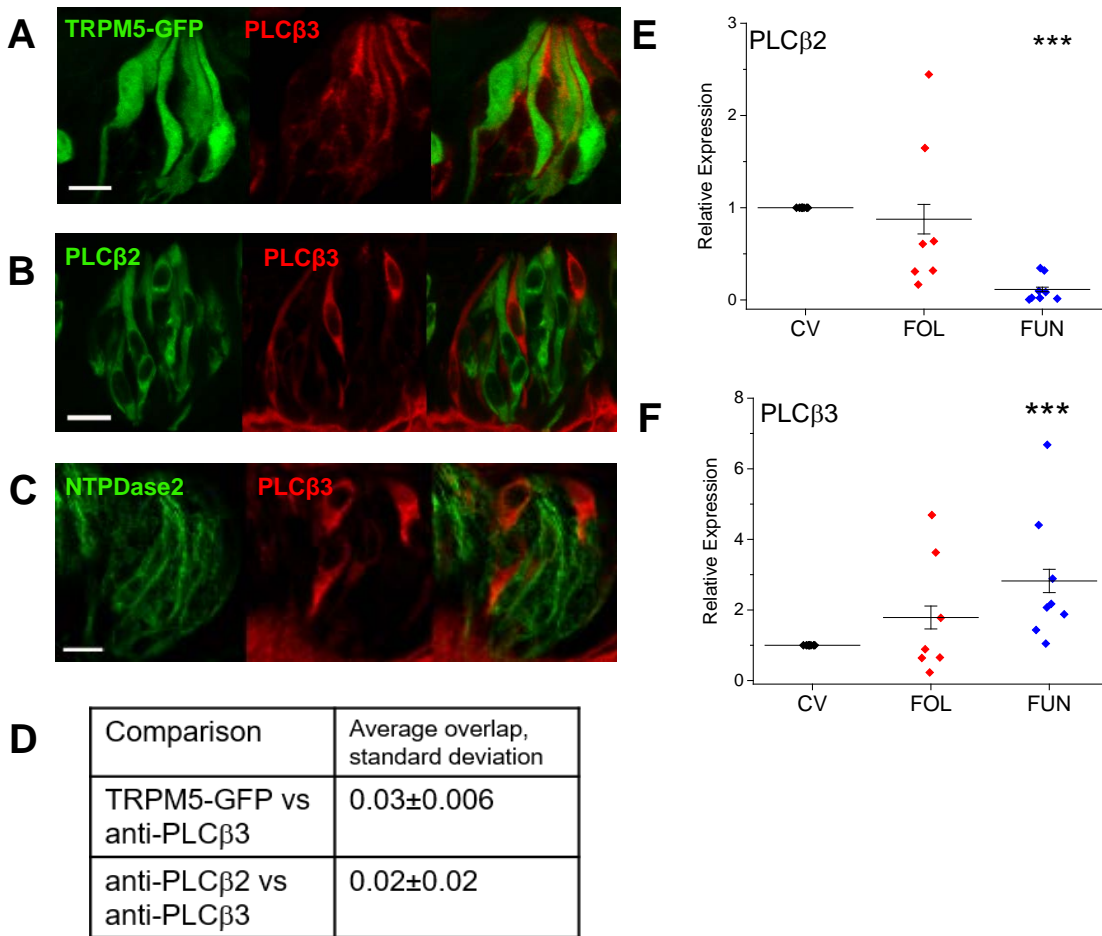 A
TRPM5-GFP
PLCβ3
B
PLCβ2
PLCβ3
C
NTPDase2
PLCβ3
D
Comparison
Average overlap,
standard deviation
TRPM5-GFP vs
anti-PLCβ3
0.03±0.006
anti-PLCβ2 vs
anti-PLCβ3
0.02±0.02
E
PLCβ2
***
Relative Expression
3
2
1
0
CV
FOL
FUN
F
PLCβ3
***
Relative Expression
8
6
4
2
0
CV
FOL
FUN